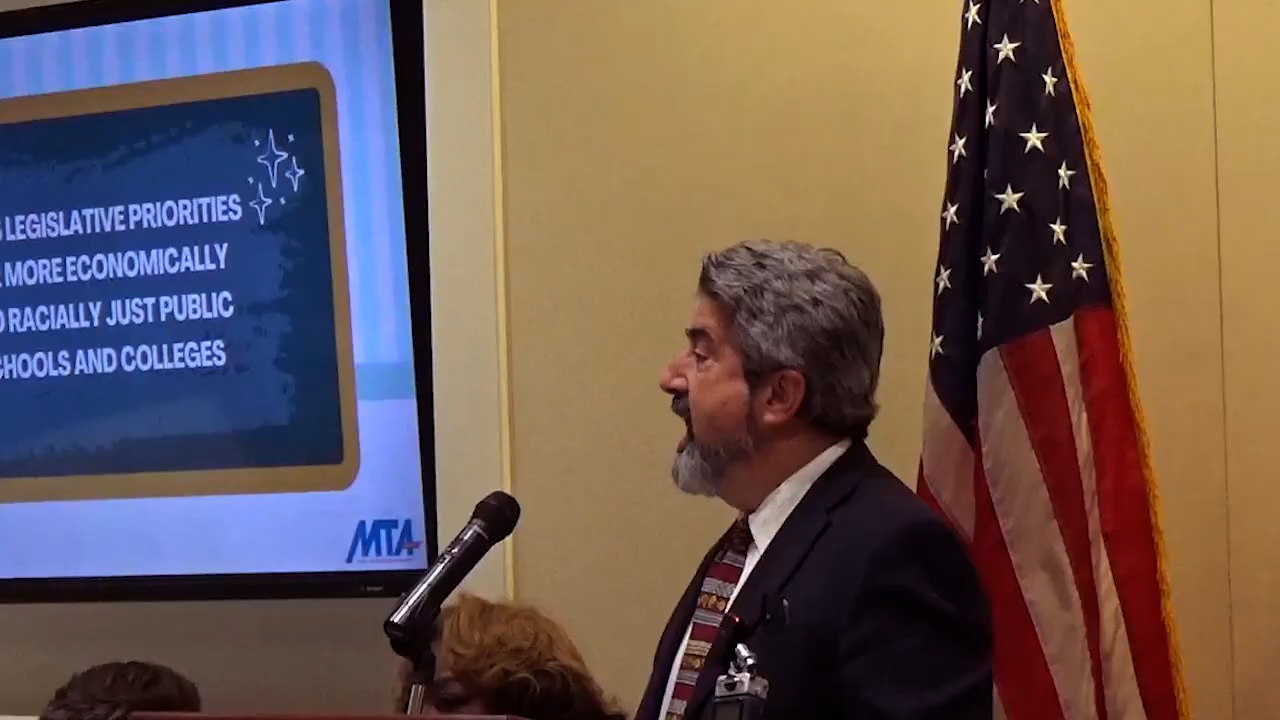 LEGISLATIVE PRIORITIES
MORE ECONOMICALLY
RACIALLY JUST PUBLIC
CHOOLS AND COLLEGES
MTA